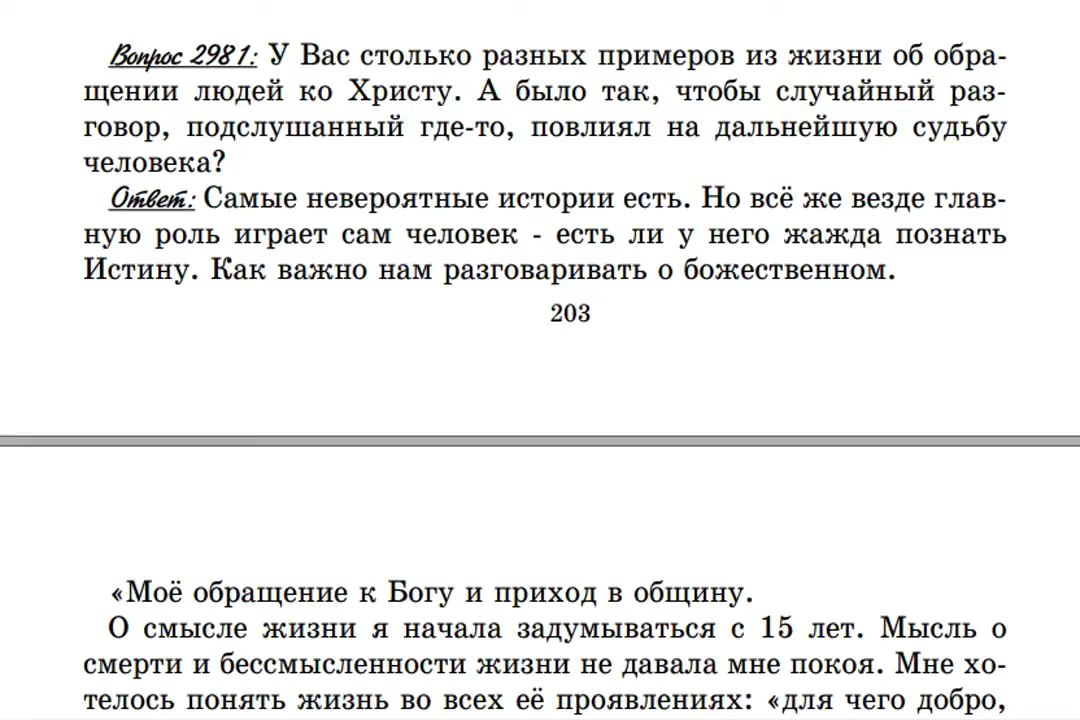 Вопрос 2981: У Вас столько разных примеров из жизни об обра-
щении людей ко Христу. А было так, чтобы случайный раз-
говор, подслушанный где-то, повлиял на дальнейшую судьбу
человека?
Ответ: Самые невероятные истории есть. Но всё же везде глав-
ную роль играет сам человек - есть ли у него жажда познать
Истину. Как важно нам разговаривать о божественном.
203
«Моё обращение к Богу и приход в общину.
О смысле жизни я начала задумываться с 15 лет. Мысль о
смерти и бессмысленности жизни не давала мне покоя. Мне хо-
телось понять жизнь во всех её проявлениях: «для чего добро,